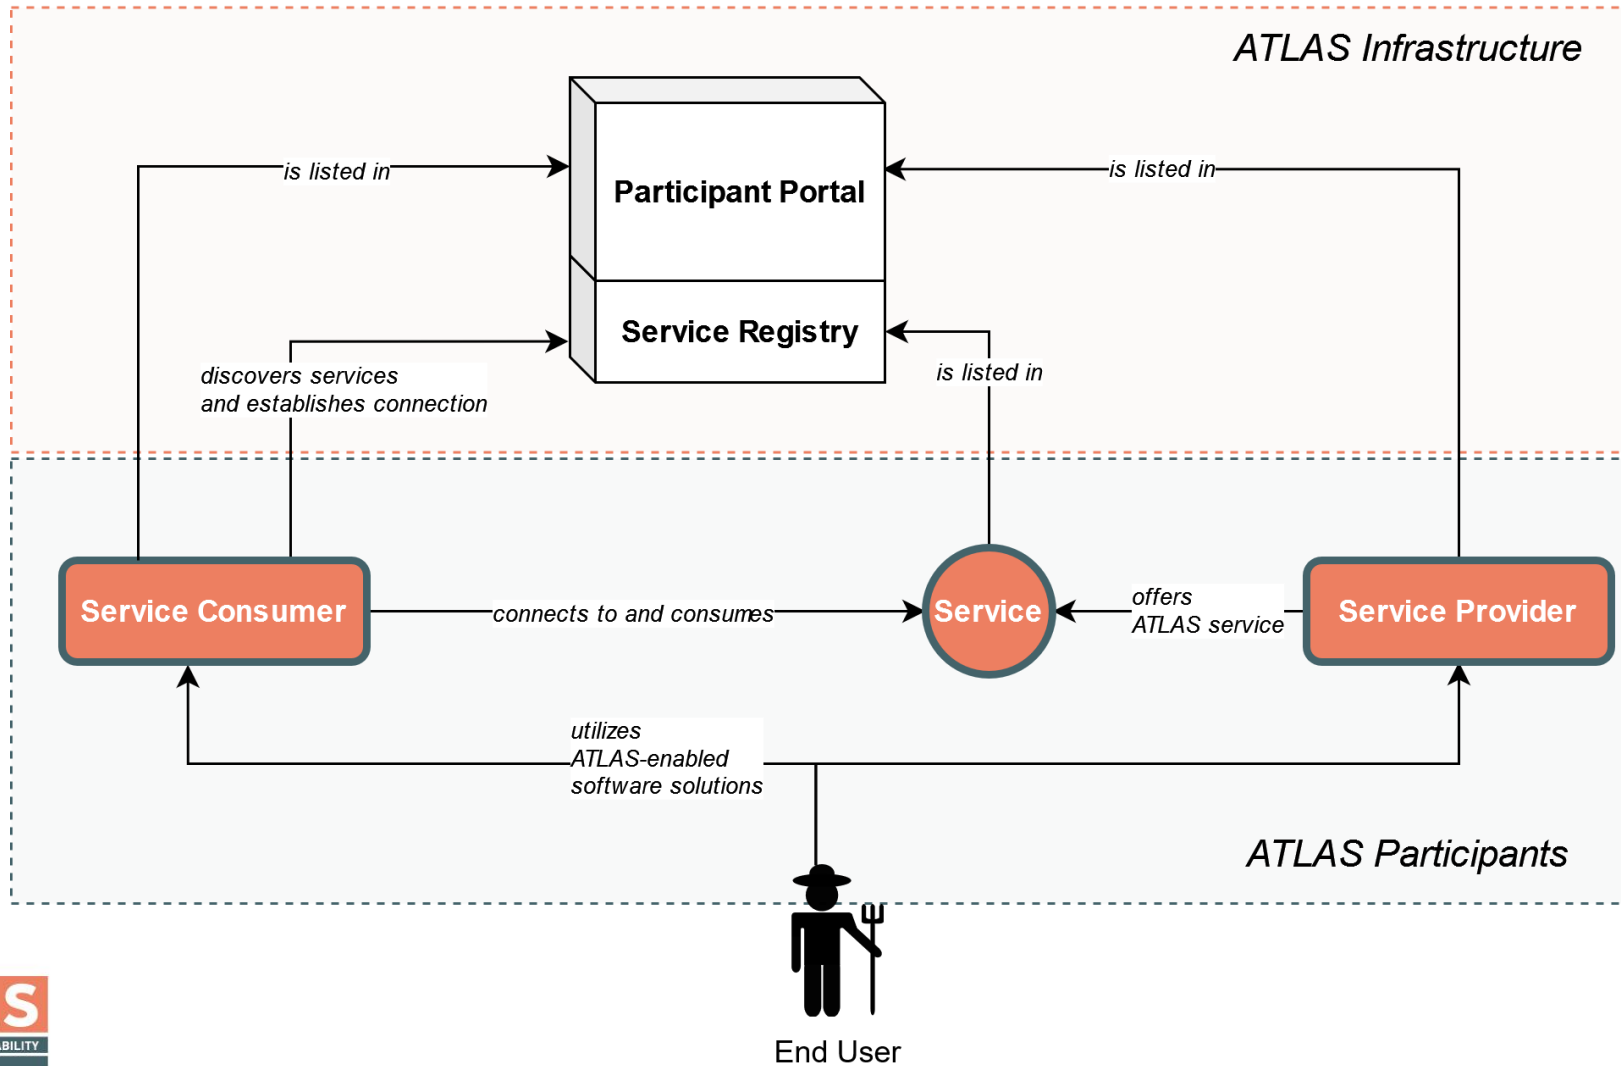 ATLAS Infrastructure
is listed in
Participant Portal
is listed in
Service Registry
discovers services
and establishes connection
is listed in
Service Consumer
connects to and consumes
Service
offers
ATLAS service
Service Provider
utilizes
ATLAS-enabled
software solutions
ATLAS Participants
S
ABILITY
End User